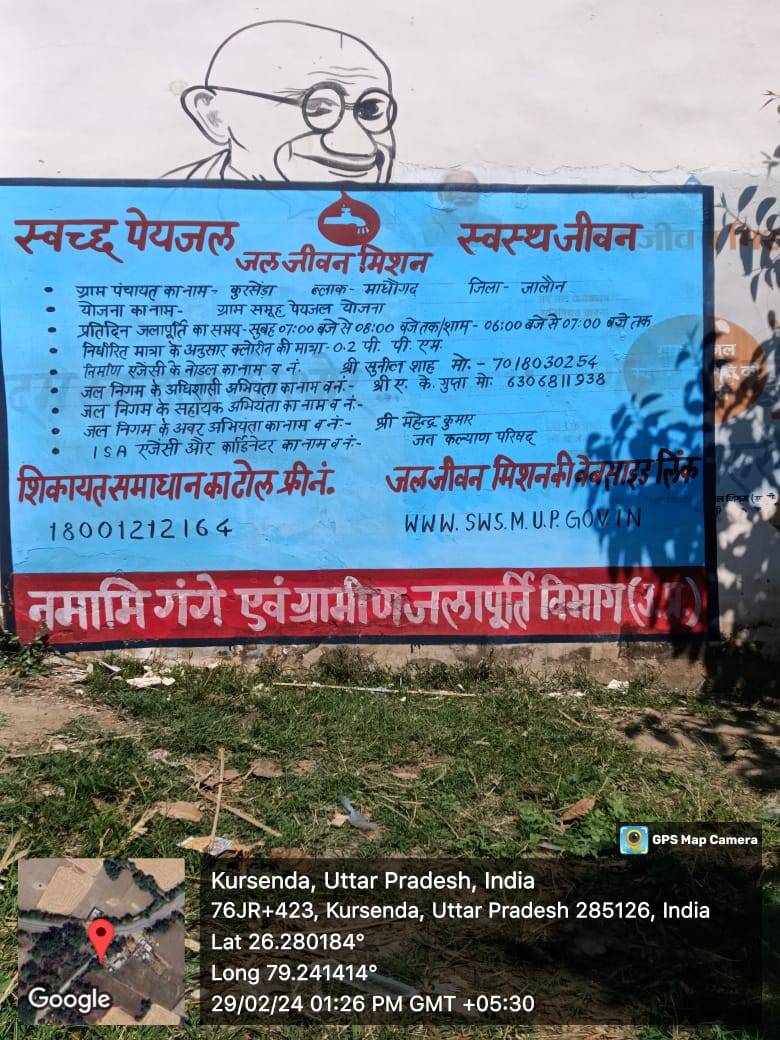 स्वच्छ पेयजल
स्वस्थ जीवन
जल जीवन मिशन
• ग्राम पंचायत का नाम- कुरसेंड़ा ब्लाक- माधौगढ़ जिला- जालौन
• योजना का नाम- ग्राम समूह पेयजल योजना
• प्रतिदिन जलापूर्ति का समय-सुबह 07:00 बजे से 08:00 बजे तक/शाम- 06:00 बजे से 07:00 बजे तक
• निर्धारित मात्रा के अनुसार क्लोरीन की मात्रा-0.2 पी. पी. एम.
• निर्माण एजेंसी के नोडल का नाम व नं. श्री सुनील शाह मो. - 7018030254
• जल निगम के अधिशासी अभियंता का नाम व नं:- श्री ए. के. गुप्ता मो: 6306811938
• जल निगम के सहायक अभियंता का नाम व नं:-
• जल निगम के अवर अभियंता का नाम व नं:- श्री महेन्द्र कुमार
• ISA एजेंसी और कार्डिनेटर का नाम व नं:- जन कल्याण परिषद्
शिकायत समाधान का टोल फ्री नं. जल जीवन मिशन की वेबसाइड लिंक
18001212164 WWW.SWSM.UP.GOV.IN
नमामि गंगे एवं ग्रामीण जलापूर्ति विभाग (उ.प्र.)
GPS Map Camera
Kursenda, Uttar Pradesh, India
76JR+423, Kursenda, Uttar Pradesh 285126, India
Lat 26.280184°
Long 79.241414°
29/02/24 01:26 PM GMT +05:30
Google